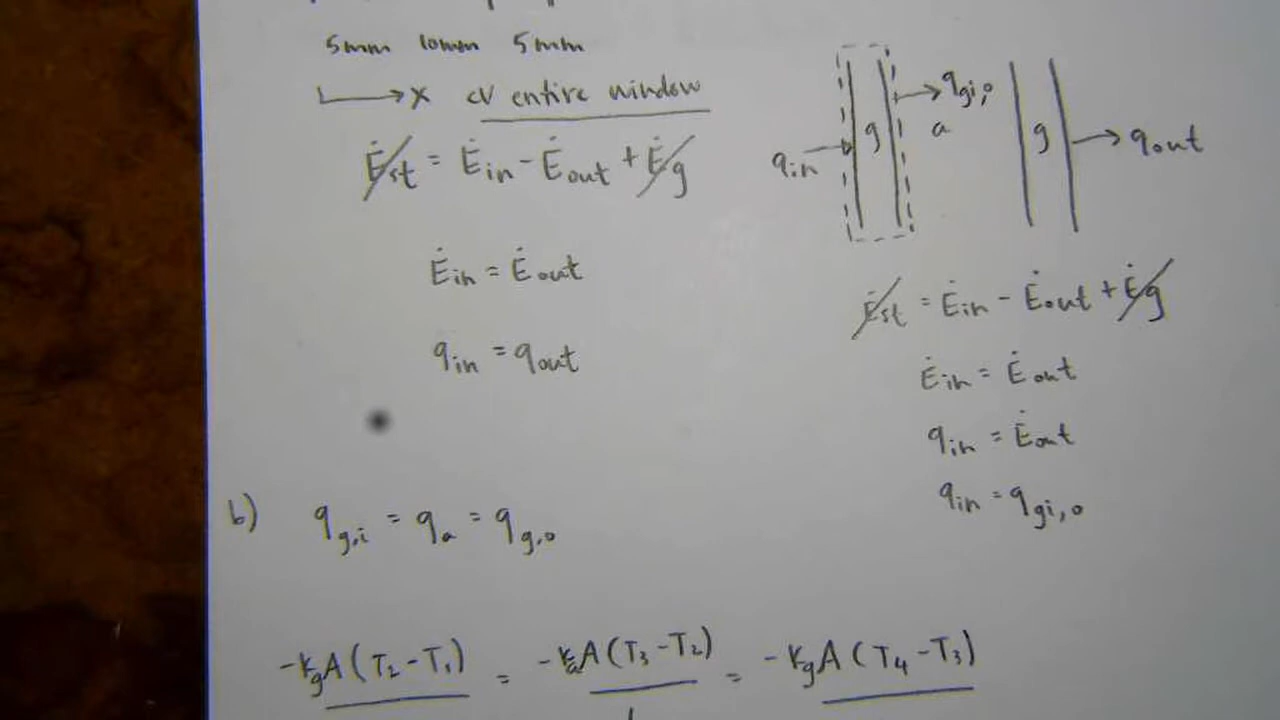 5mm 10mm 5mm
x cv entire window
Ėst = Ėin - Ėout + Ėg
Ėin = Ėout
qin = qout
qin g qgi,o a g qout
Ėst = Ėin - Ėout + Ėg
Ėin = Ėout
qin = Ėout
qin = qgi,o
b) qg,i = qa = qg,o
-kgA(T2-T1) = -kaA(T3-T2) = -kgA(T4-T3)